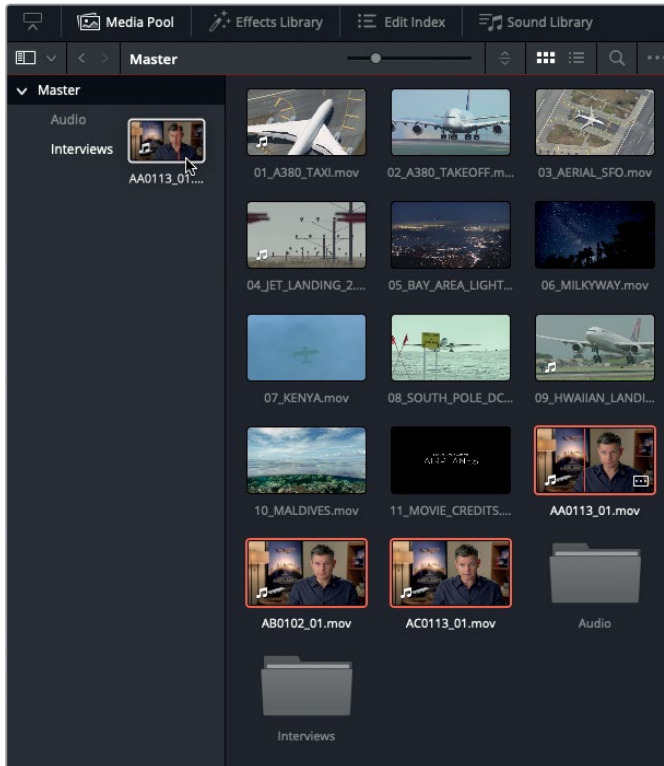 Media Pool Effects Library Edit Index Sound Library
Master
Master
Audio
Interviews
AA0113_01....
01_A380_TAXI.mov 02_A380_TAKEOFF.m... 03_AERIAL_SFO.mov
04_JET_LANDING_2.... 05_BAY_AREA_LIGHT... 06_MILKYWAY.mov
07_KENYA.mov 08_SOUTH_POLE_DC... 09_HWAIIAN_LANDI...
AIRPLANES
10_MALDIVES.mov 11_MOVIE_CREDITS.... AA0113_01.mov
AB0102_01.mov AC0113_01.mov Audio
Interviews